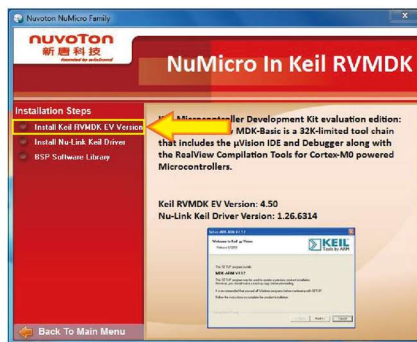 Nuvoton NuMicro Family
nuvoTon
新唐科技
NuMicro In Keil RVMDK
Installation Steps
Install Keil RVMDK EV Version
Install Nu-Link Keil Driver
BSP Software Library
Microcontroller Development Kit evaluation edition:
MDK-Basic is a 32K-limited tool chain
that includes the µVision IDE and Debugger along with
the RealView Compilation Tools for Cortex-M0 powered
Microcontrollers.
Keil RVMDK EV Version: 4.50
Nu-Link Keil Driver Version: 1.26.6314
KEIL
Tools by ARM
Back To Main Menu